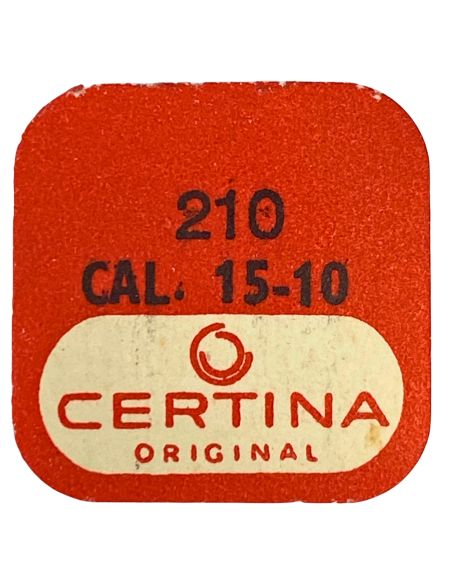 210
CAL. 15-10
CERTINA
ORIGINAL